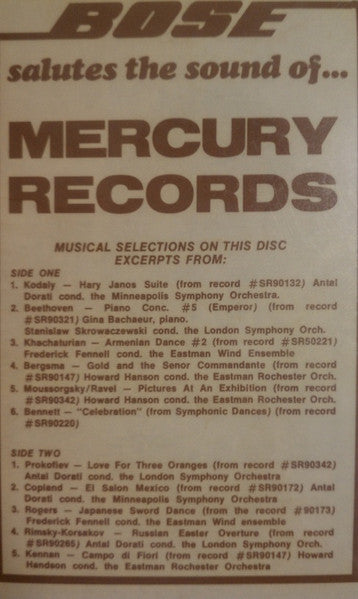 BOSE
salutes the sound of...
MERCURY
RECORDS
MUSICAL SELECTIONS ON THIS DISC
EXCERPTS FROM:
SIDE ONE
1. Kodaly — Hary Janos Suite (from record #SR90132) Antal
Dorati cond. the Minneapolis Symphony Orchestra.
2. Beethoven — Piano Conc. #5 (Emperor) (from record
#SR90321) Gina Bachaeur, piano.
Stanislaw Skrowaczewski cond. the London Symphony Orch.
3. Khachaturian — Armenian Dance #2 (from record #SR50221)
Frederick Fennell cond. the Eastman Wind Ensemble
4. Bergsma — Gold and the Senor Commandante (from record
#SR90147) Howard Hanson cond. the Eastman Rochester Orch.
5. Moussorgsky/Ravel — Pictures At An Exhibition (from record
#SR90342) Howard Hanson cond. the Eastman Rochester Orch.
6. Bennett — "Celebration" (from Symphonic Dances) (from record
#SR90220)
SIDE TWO
1. Prokofiev — Love For Three Oranges (from record #SR90342)
Antal Dorati cond. the London Symphony Orchestra
2. Copland — El Salon Mexico (from record #SR90172) Antal
Dorati cond. the Minneapolis Symphony Orchestra
3. Rogers — Japanese Sword Dance (from the record #90173)
Frederick Fennell cond. the Eastman Wind ensemble
4. Rimsky-Korsakov — Russian Easter Overture (from record
#SR90265) Antal Dorati cond. the London Symphony Orch.
5. Kennan — Campo di Fiori (from record #SR90147) Howard
Handson cond. the Eastman Rochester Orchestra